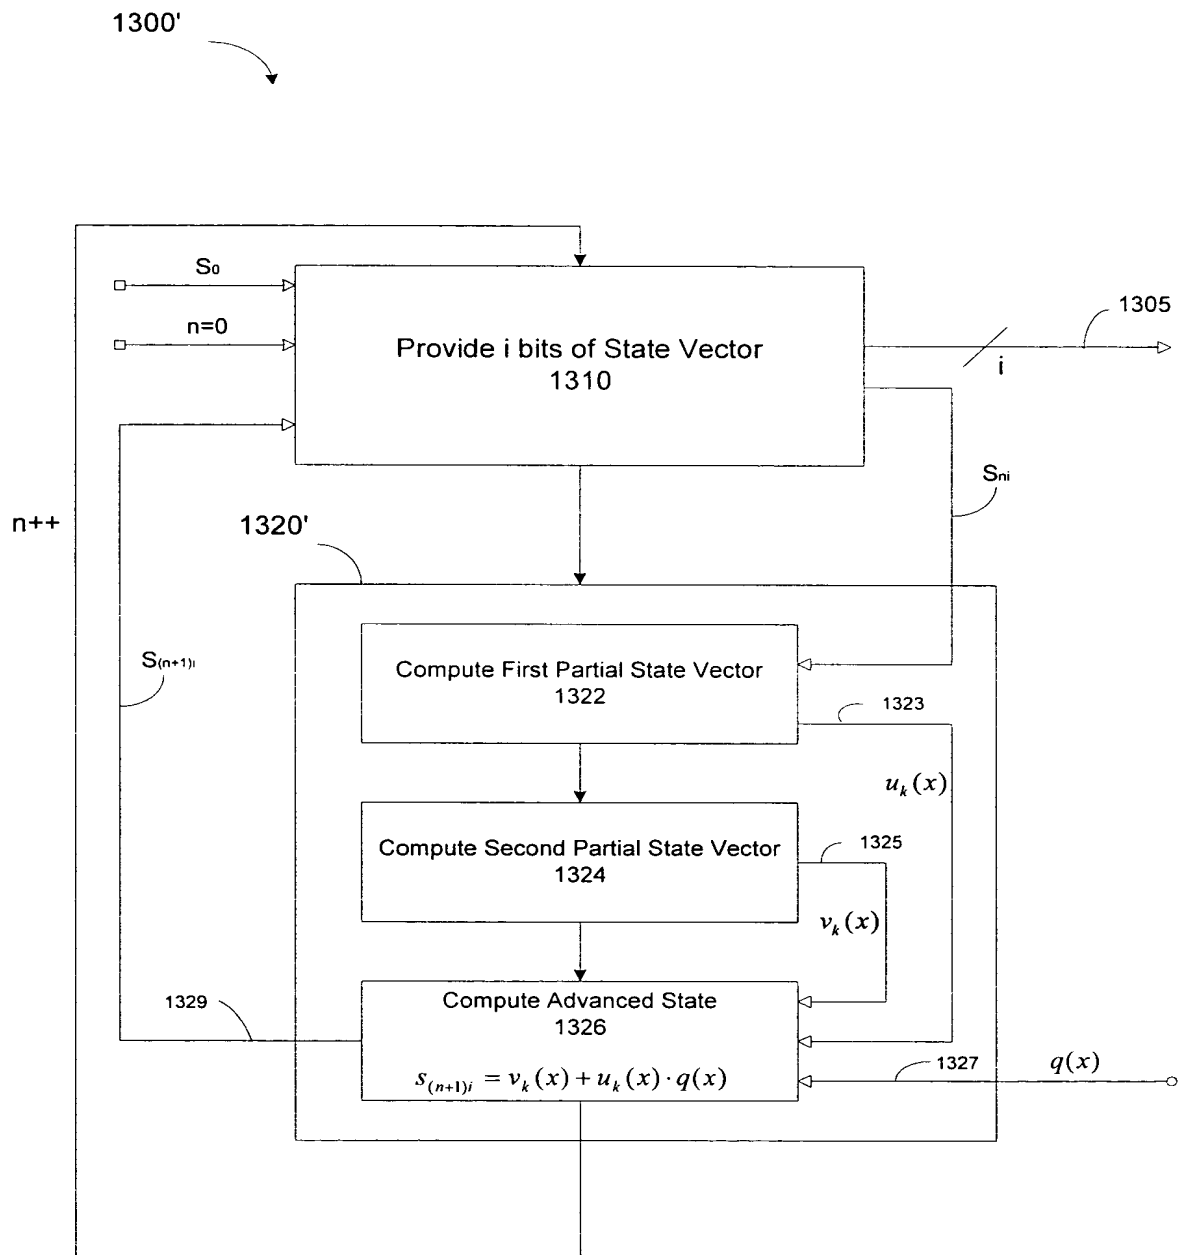 1300'
S₀
n=0
Provide i bits of State Vector
1310
1305
i
Sₙᵢ
n++
1320'
S₍ₙ₊₁₎ᵢ
Compute First Partial State Vector
1322
1323
uₖ(x)
Compute Second Partial State Vector
1324
1325
vₖ(x)
1329
Compute Advanced State
1326
s₍ₙ₊₁₎ᵢ = vₖ(x) + uₖ(x) · q(x)
1327
q(x)